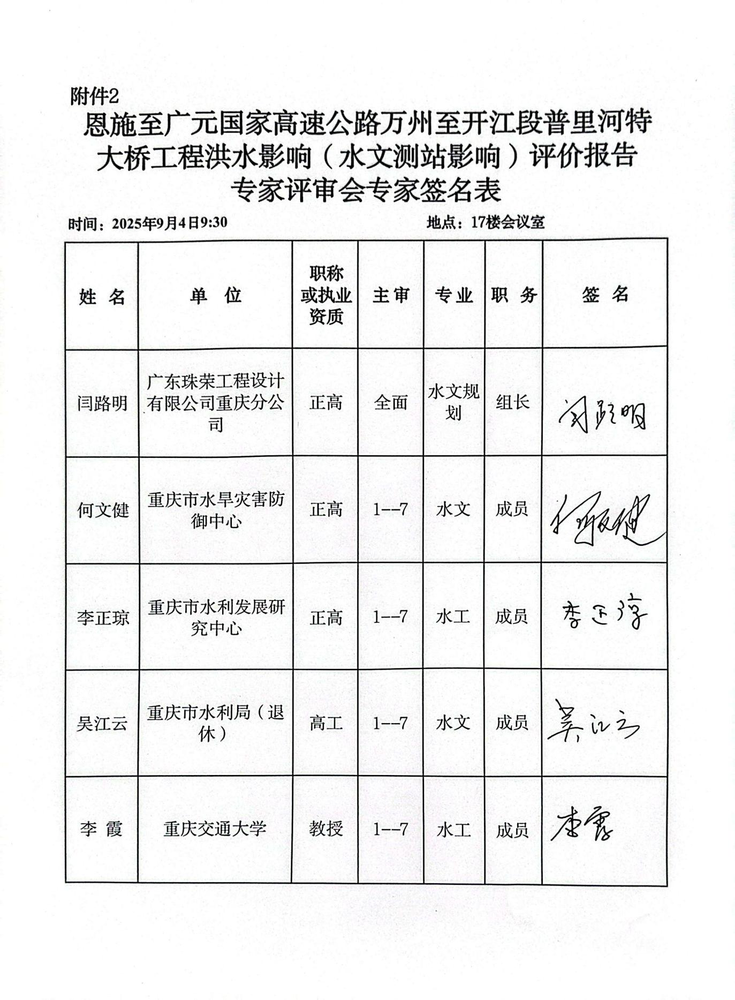 附件2
恩施至广元国家高速公路万州至开江段普里河特
大桥工程洪水影响（水文测站影响）评价报告
专家评审会专家签名表
时间：2025年9月4日9:30 地点：17楼会议室
姓 名 单 位 职称或执业资质 主审 专业 职 务 签 名
闫路明 广东珠荣工程设计有限公司重庆分公司 正高 全面 水文规划 组长 闫路明
何文健 重庆市水旱灾害防御中心 正高 1--7 水文 成员 何文健
李正琼 重庆市水利发展研究中心 正高 1--7 水工 成员 李正琼
吴江云 重庆市水利局（退休） 高工 1--7 水文 成员 吴江云
李 霞 重庆交通大学 教授 1--7 水工 成员 李霞